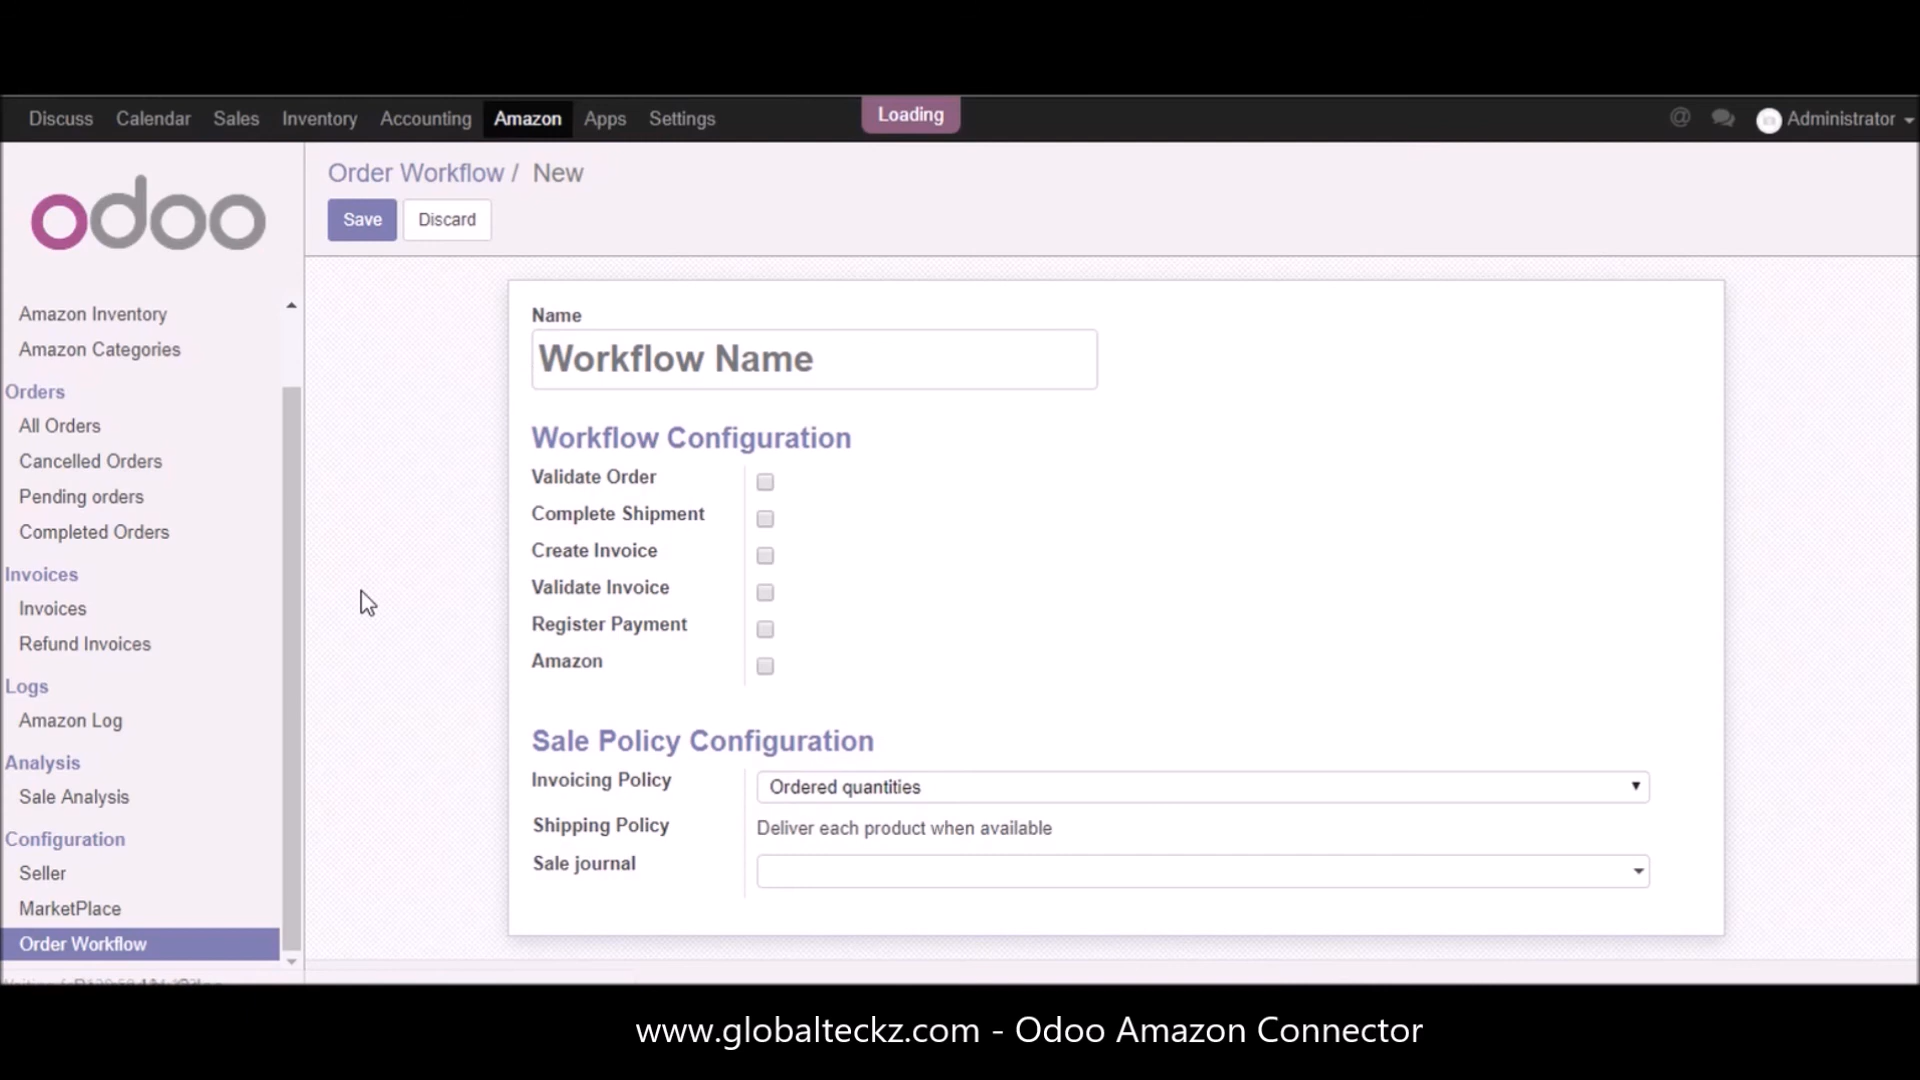 Discuss Calendar Sales Inventory Accounting Amazon Apps Settings Loading @ Administrator
odoo
Order Workflow / New
Save Discard
Amazon Inventory
Amazon Categories
Orders
All Orders
Cancelled Orders
Pending orders
Completed Orders
Invoices
Invoices
Refund Invoices
Logs
Amazon Log
Analysis
Sale Analysis
Configuration
Seller
MarketPlace
Order Workflow
Name
Workflow Name
Workflow Configuration
Validate Order
Complete Shipment
Create Invoice
Validate Invoice
Register Payment
Amazon
Sale Policy Configuration
Invoicing Policy Ordered quantities
Shipping Policy Deliver each product when available
Sale journal
www.globalteckz.com - Odoo Amazon Connector